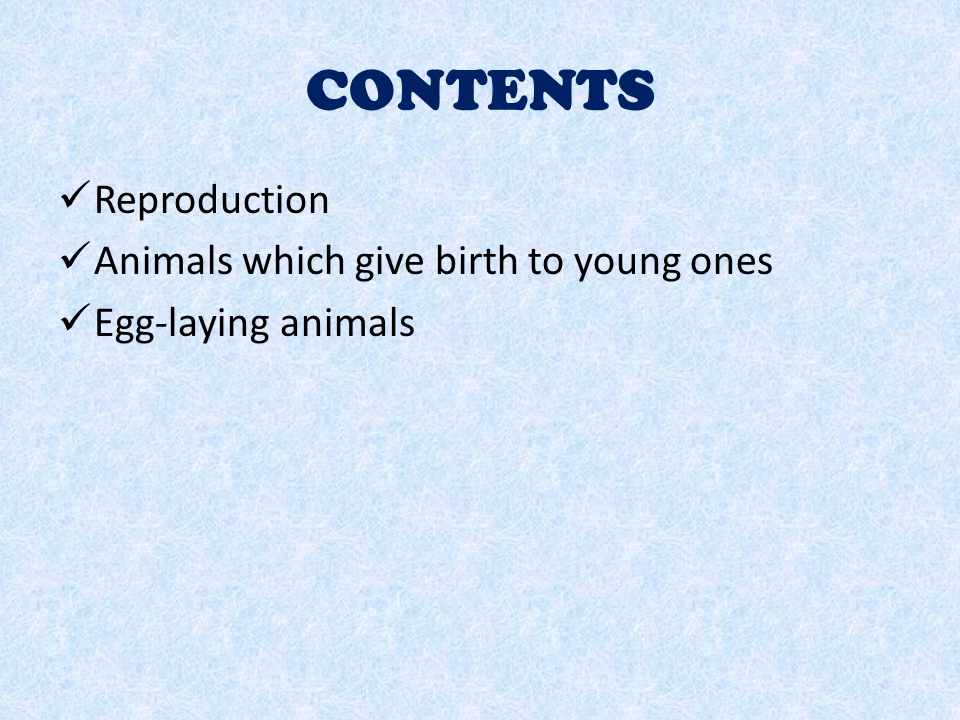 CONTENTS
✓ Reproduction
✓ Animals which give birth to young ones
✓ Egg-laying animals